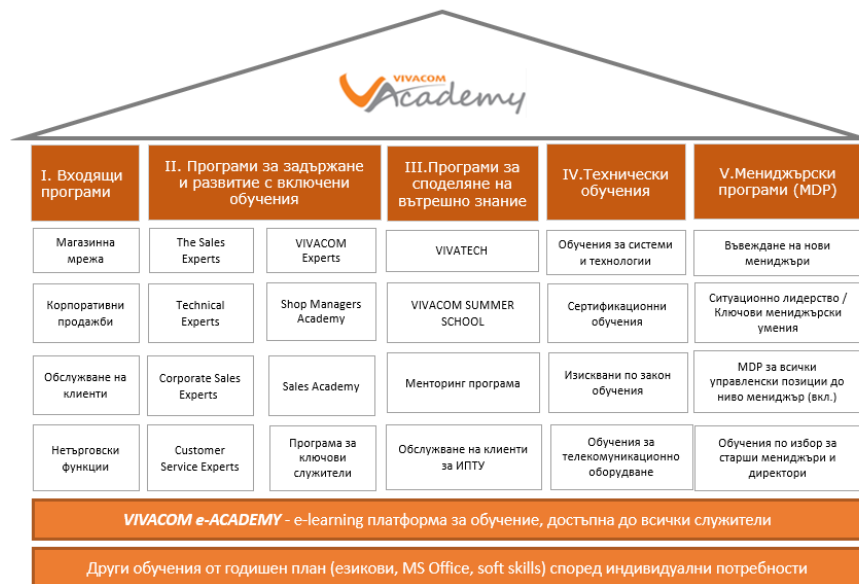 VIVACOM
Academy
I. Входящи
програми
II. Програми за задържане
и развитие с включени
обучения
III.Програми за
споделяне на
вътрешно знание
IV.Технически
обучения
V.Мениджърски
програми (MDP)
Магазинна
мрежа
The Sales
Experts
VIVACOM
Experts
VIVATECH
Обучения за системи
и технологии
Въвеждане на нови
мениджъри
Корпоративни
продажби
Technical
Experts
Shop Managers
Academy
VIVACOM SUMMER
SCHOOL
Сертификационни
обучения
Ситуационно лидерство /
Ключови мениджърски
умения
Обслужване на
клиенти
Corporate Sales
Experts
Sales Academy
Менторинг програма
Изисквани по закон
обучения
MDP за всички
управленски позиции до
ниво мениджър (вкл.)
Нетърговски
функции
Customer
Service Experts
Програма за
ключови
служители
Обслужване на клиенти
за ИПТУ
Обучения за
телекомуникационно
оборудване
Обучения по избор за
старши мениджъри и
директори
VIVACOM e-ACADEMY - e-learning платформа за обучение, достъпна до всички служители
Други обучения от годишен план (езикови, MS Office, soft skills) според индивидуални потребности